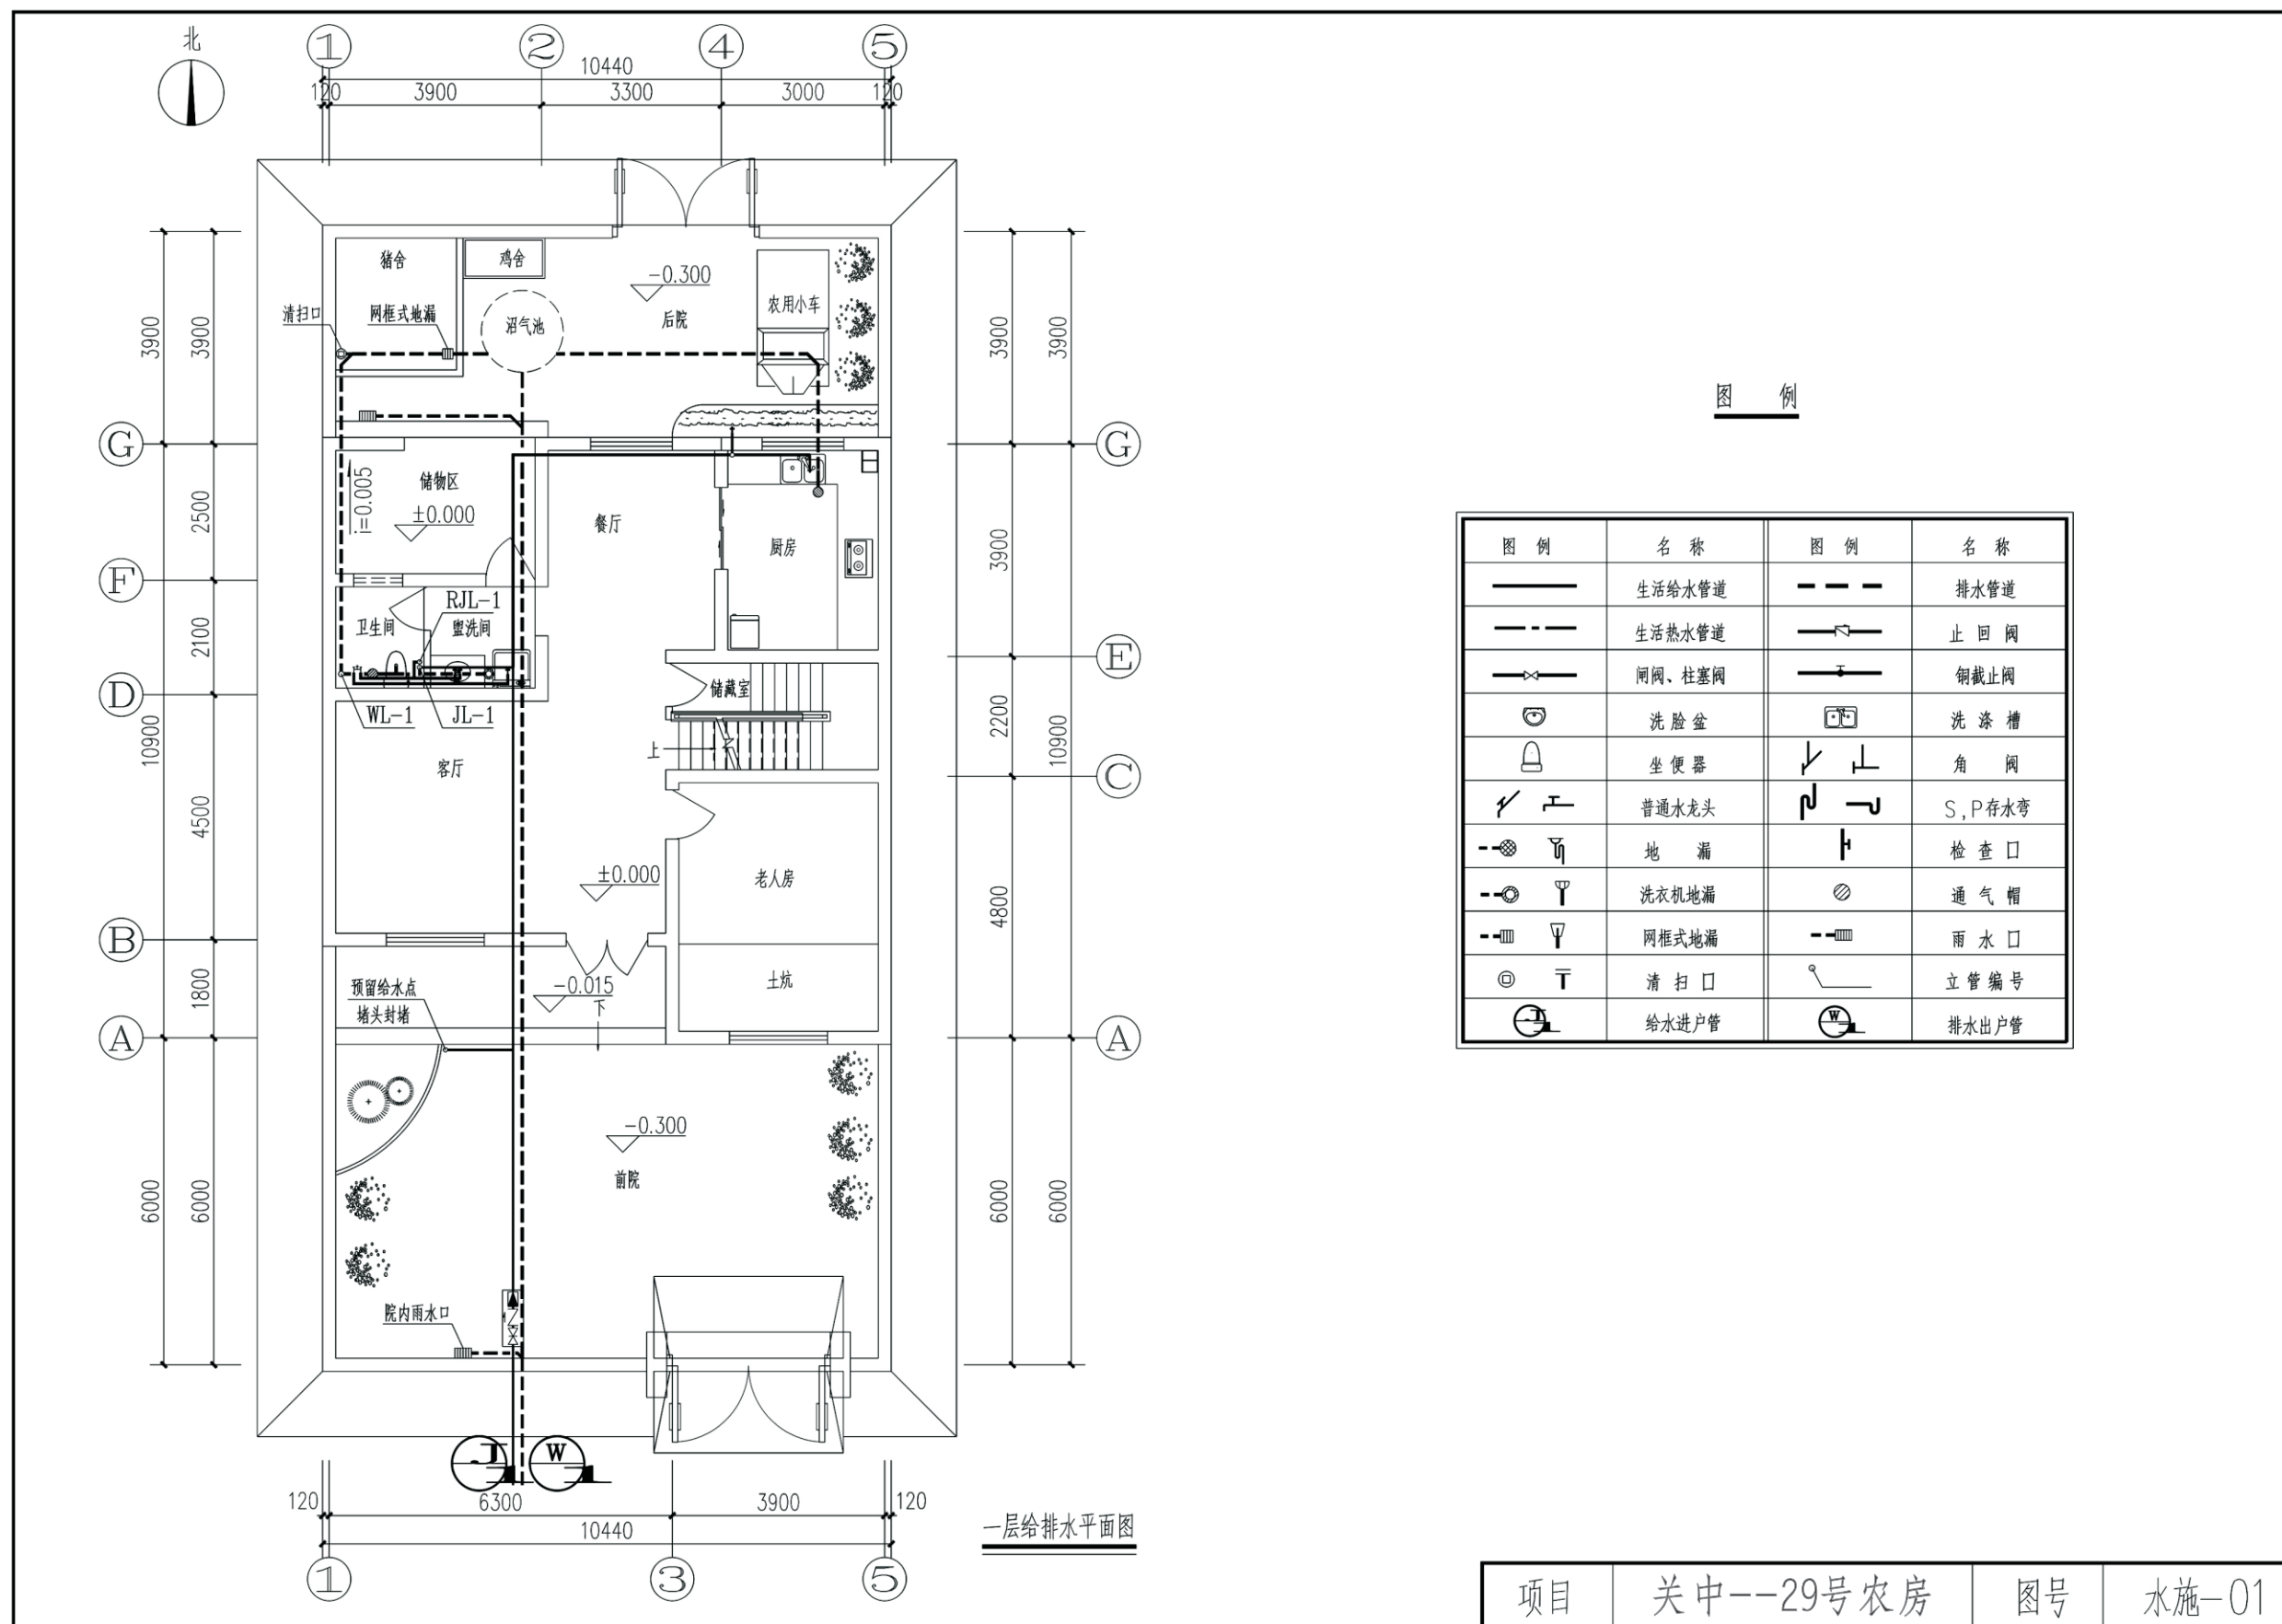 北
① ② ④ ⑤
10440
120 3900 3300 3000 120
猪舍
鸡舍
-0.300
清扫口
网框式地漏
沼气池
后院
农用小车
3900 3900
3900 3900
G G
储物区
±0.000
i=0.005
餐厅
厨房
2500
3900
F
RJL-1
卫生间
盥洗间
2100
E
D
储藏室
WL-1
JL-1
2200
上
客厅
10900
10900
C
4500
±0.000
老人房
4800
B
预留给水点
堵头封堵
-0.015
下
土坑
1800
A A
-0.300
前院
6000 6000
6000 6000
院内雨水口
J
1
W
1
120 6300 3900 120
10440
① ③ ⑤
一层给排水平面图
图 例
图 例 名 称 图 例 名 称
生活给水管道 排水管道
生活热水管道 止回阀
闸阀、柱塞阀 铜截止阀
洗脸盆 洗涤槽
坐便器 角阀
普通水龙头 S,P存水弯
地漏 检查口
洗衣机地漏 通气帽
网框式地漏 雨水口
清扫口 立管编号
J 给水进户管 W 排水出户管
项目 关中--29号农房 图号 水施-01